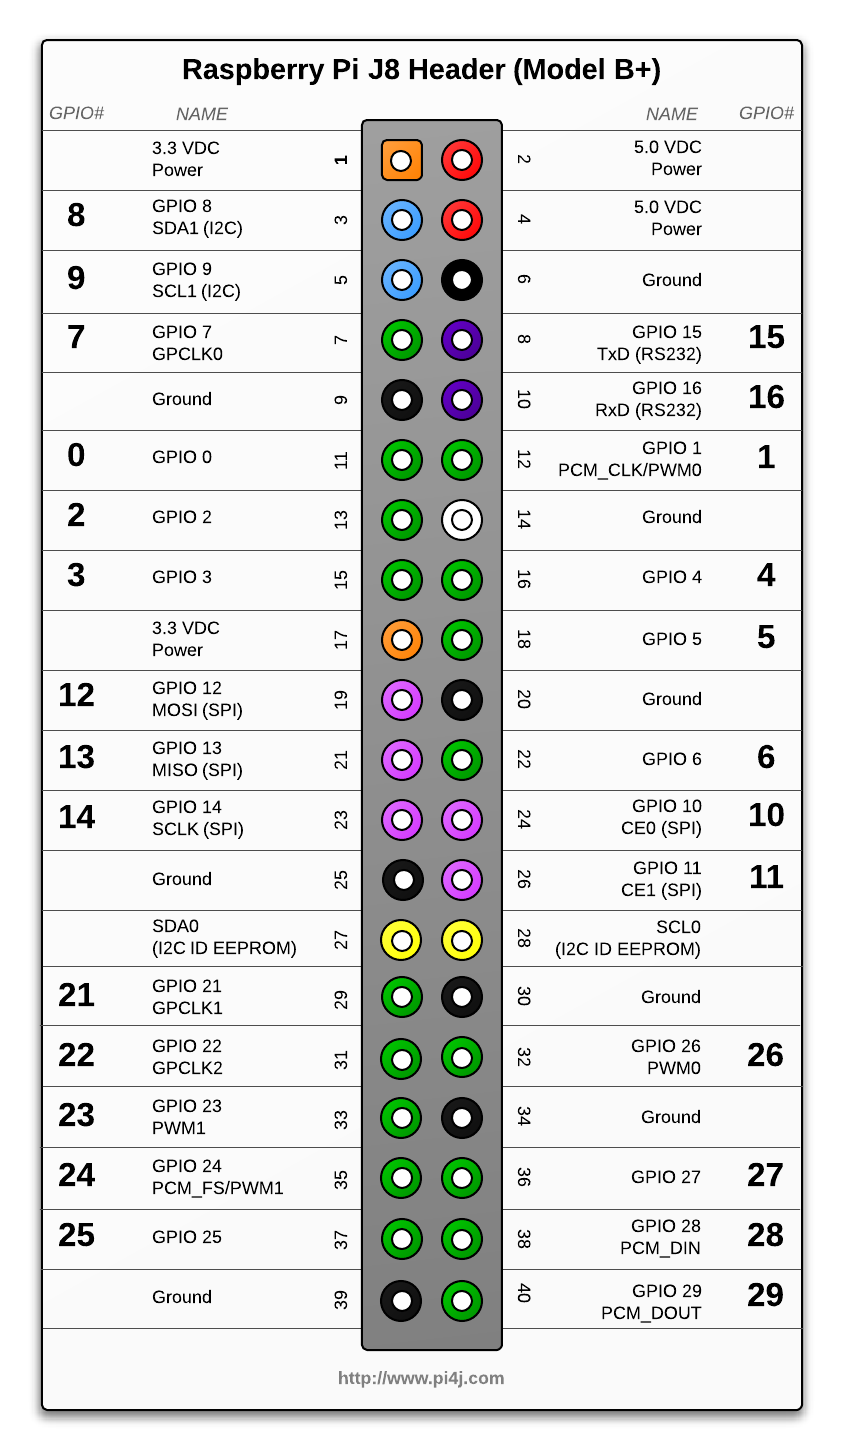 Raspberry Pi J8 Header (Model B+)
GPIO# NAME NAME GPIO#
3.3 VDC
Power 1 2 5.0 VDC
Power
8 GPIO 8
SDA1 (I2C) 3 4 5.0 VDC
Power
9 GPIO 9
SCL1 (I2C) 5 6 Ground
7 GPIO 7
GPCLK0 7 8 GPIO 15
TxD (RS232) 15
Ground 9 10 GPIO 16
RxD (RS232) 16
0 GPIO 0 11 12 GPIO 1
PCM_CLK/PWM0 1
2 GPIO 2 13 14 Ground
3 GPIO 3 15 16 GPIO 4 4
3.3 VDC
Power 17 18 GPIO 5 5
12 GPIO 12
MOSI (SPI) 19 20 Ground
13 GPIO 13
MISO (SPI) 21 22 GPIO 6 6
14 GPIO 14
SCLK (SPI) 23 24 GPIO 10
CE0 (SPI) 10
Ground 25 26 GPIO 11
CE1 (SPI) 11
SDA0
(I2C ID EEPROM) 27 28 SCL0
(I2C ID EEPROM)
21 GPIO 21
GPCLK1 29 30 Ground
22 GPIO 22
GPCLK2 31 32 GPIO 26
PWM0 26
23 GPIO 23
PWM1 33 34 Ground
24 GPIO 24
PCM_FS/PWM1 35 36 GPIO 27 27
25 GPIO 25 37 38 GPIO 28
PCM_DIN 28
Ground 39 40 GPIO 29
PCM_DOUT 29
http://www.pi4j.com